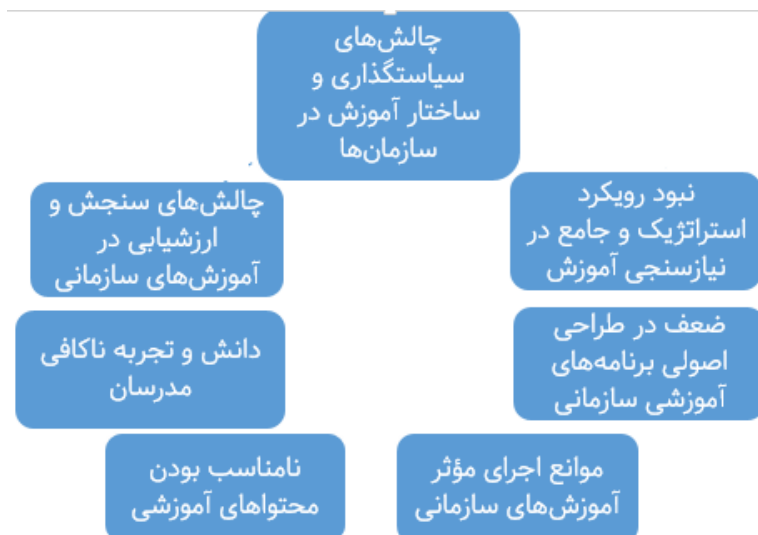 چالش‌های
سیاستگذاری و
ساختار آموزش در
سازمان‌ها
نبود رویکرد
استراتژیک و جامع در
نیازسنجی آموزش
ضعف در طراحی
اصولی برنامه‌های
آموزشی سازمانی
موانع اجرای مؤثر
آموزش‌های سازمانی
نامناسب بودن
محتواهای آموزشی
دانش و تجربه ناکافی
مدرسان
چالش‌های سنجش و
ارزشیابی در
آموزش‌های سازمانی